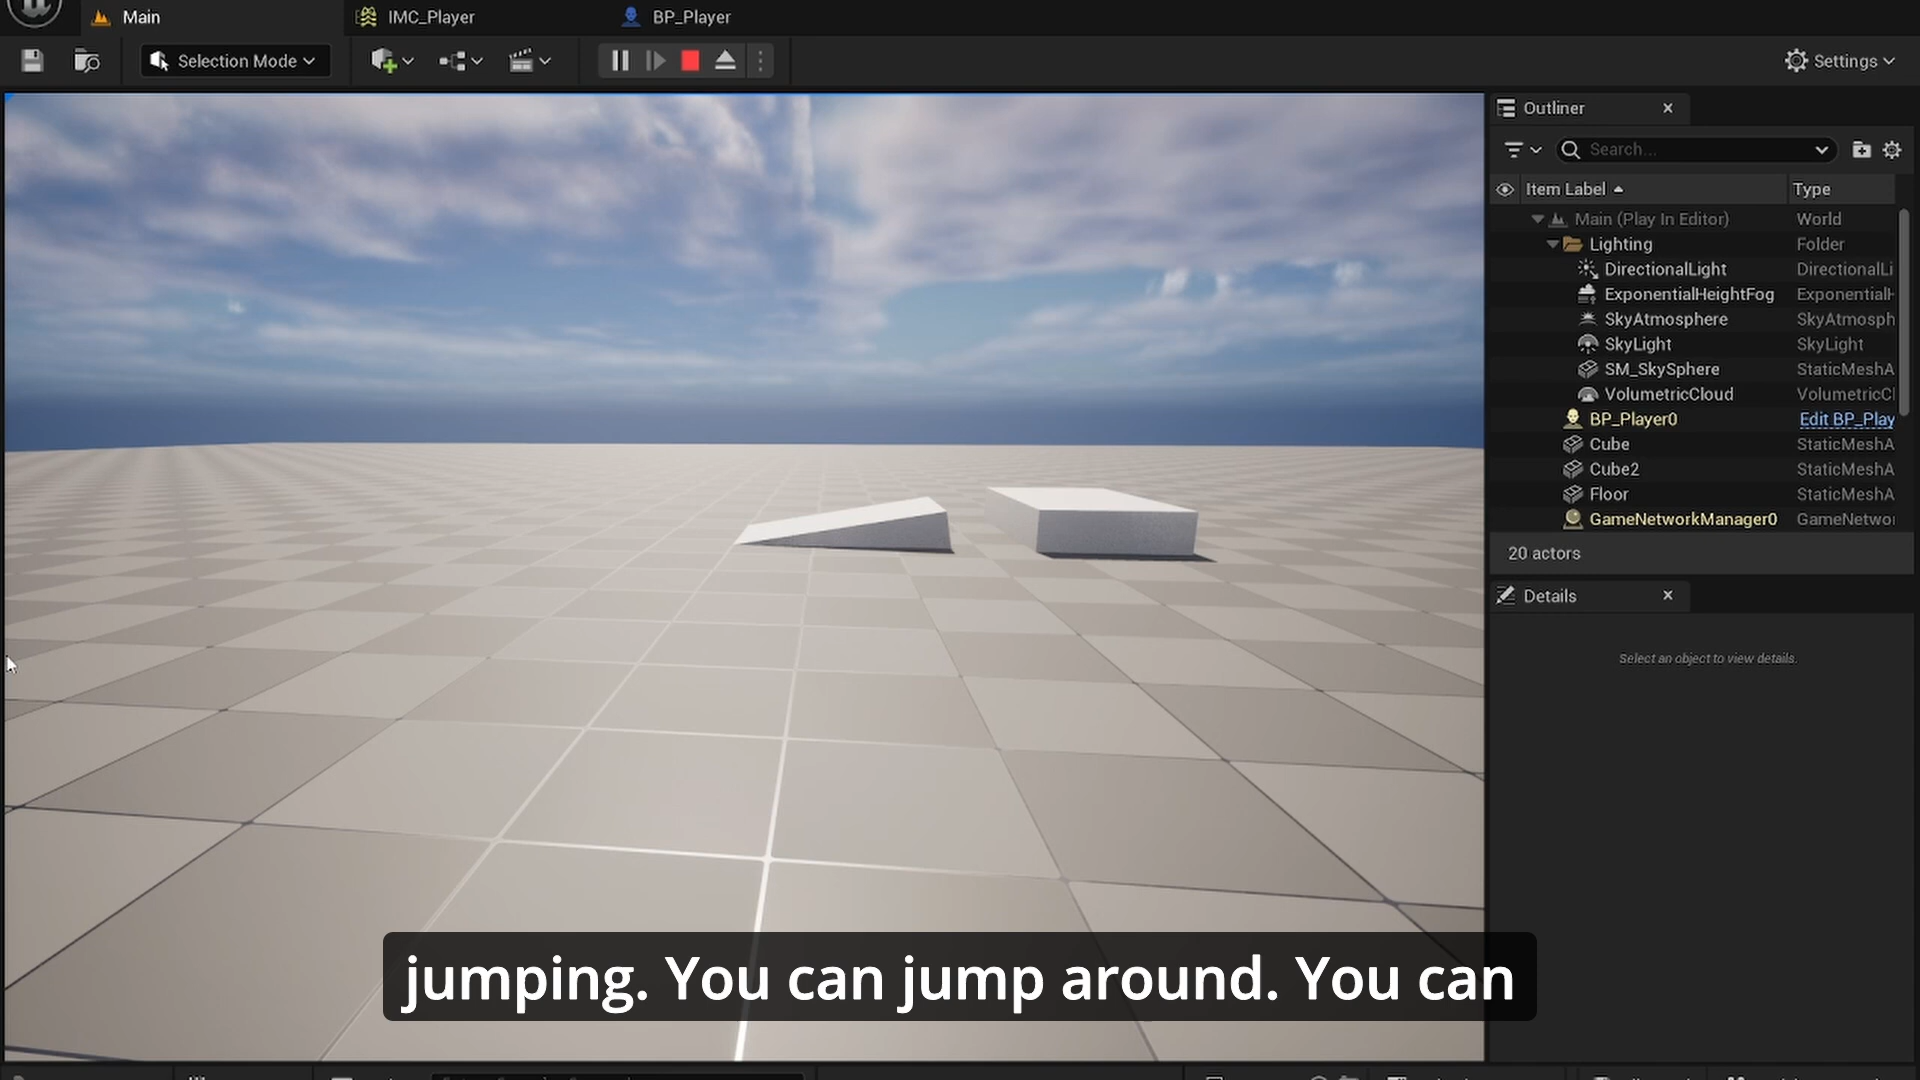 Main
IMC_Player
BP_Player
Selection Mode
Settings
Outliner
Search...
Item Label
Type
Main (Play In Editor)
World
Lighting
Folder
DirectionalLight
DirectionalLi
ExponentialHeightFog
ExponentialH
SkyAtmosphere
SkyAtmosph
SkyLight
SkyLight
SM_SkySphere
StaticMeshA
VolumetricCloud
VolumetricCl
BP_Player0
Edit BP_Play
Cube
StaticMeshA
Cube2
StaticMeshA
Floor
StaticMeshA
GameNetworkManager0
GameNetwor
20 actors
Details
Select an object to view details.
jumping. You can jump around. You can